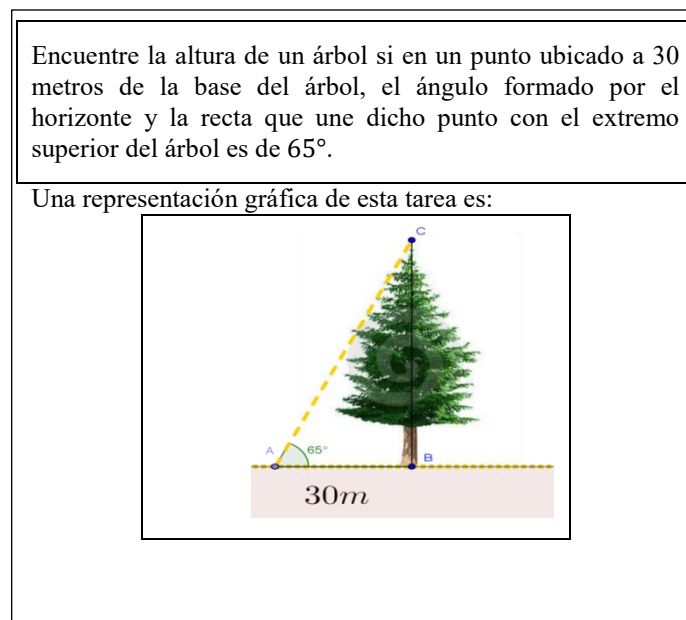 Encuentre la altura de un árbol si en un punto ubicado a 30
metros de la base del árbol, el ángulo formado por el
horizonte y la recta que une dicho punto con el extremo
superior del árbol es de 65°.
Una representación gráfica de esta tarea es:
C
A
65°
B
30m